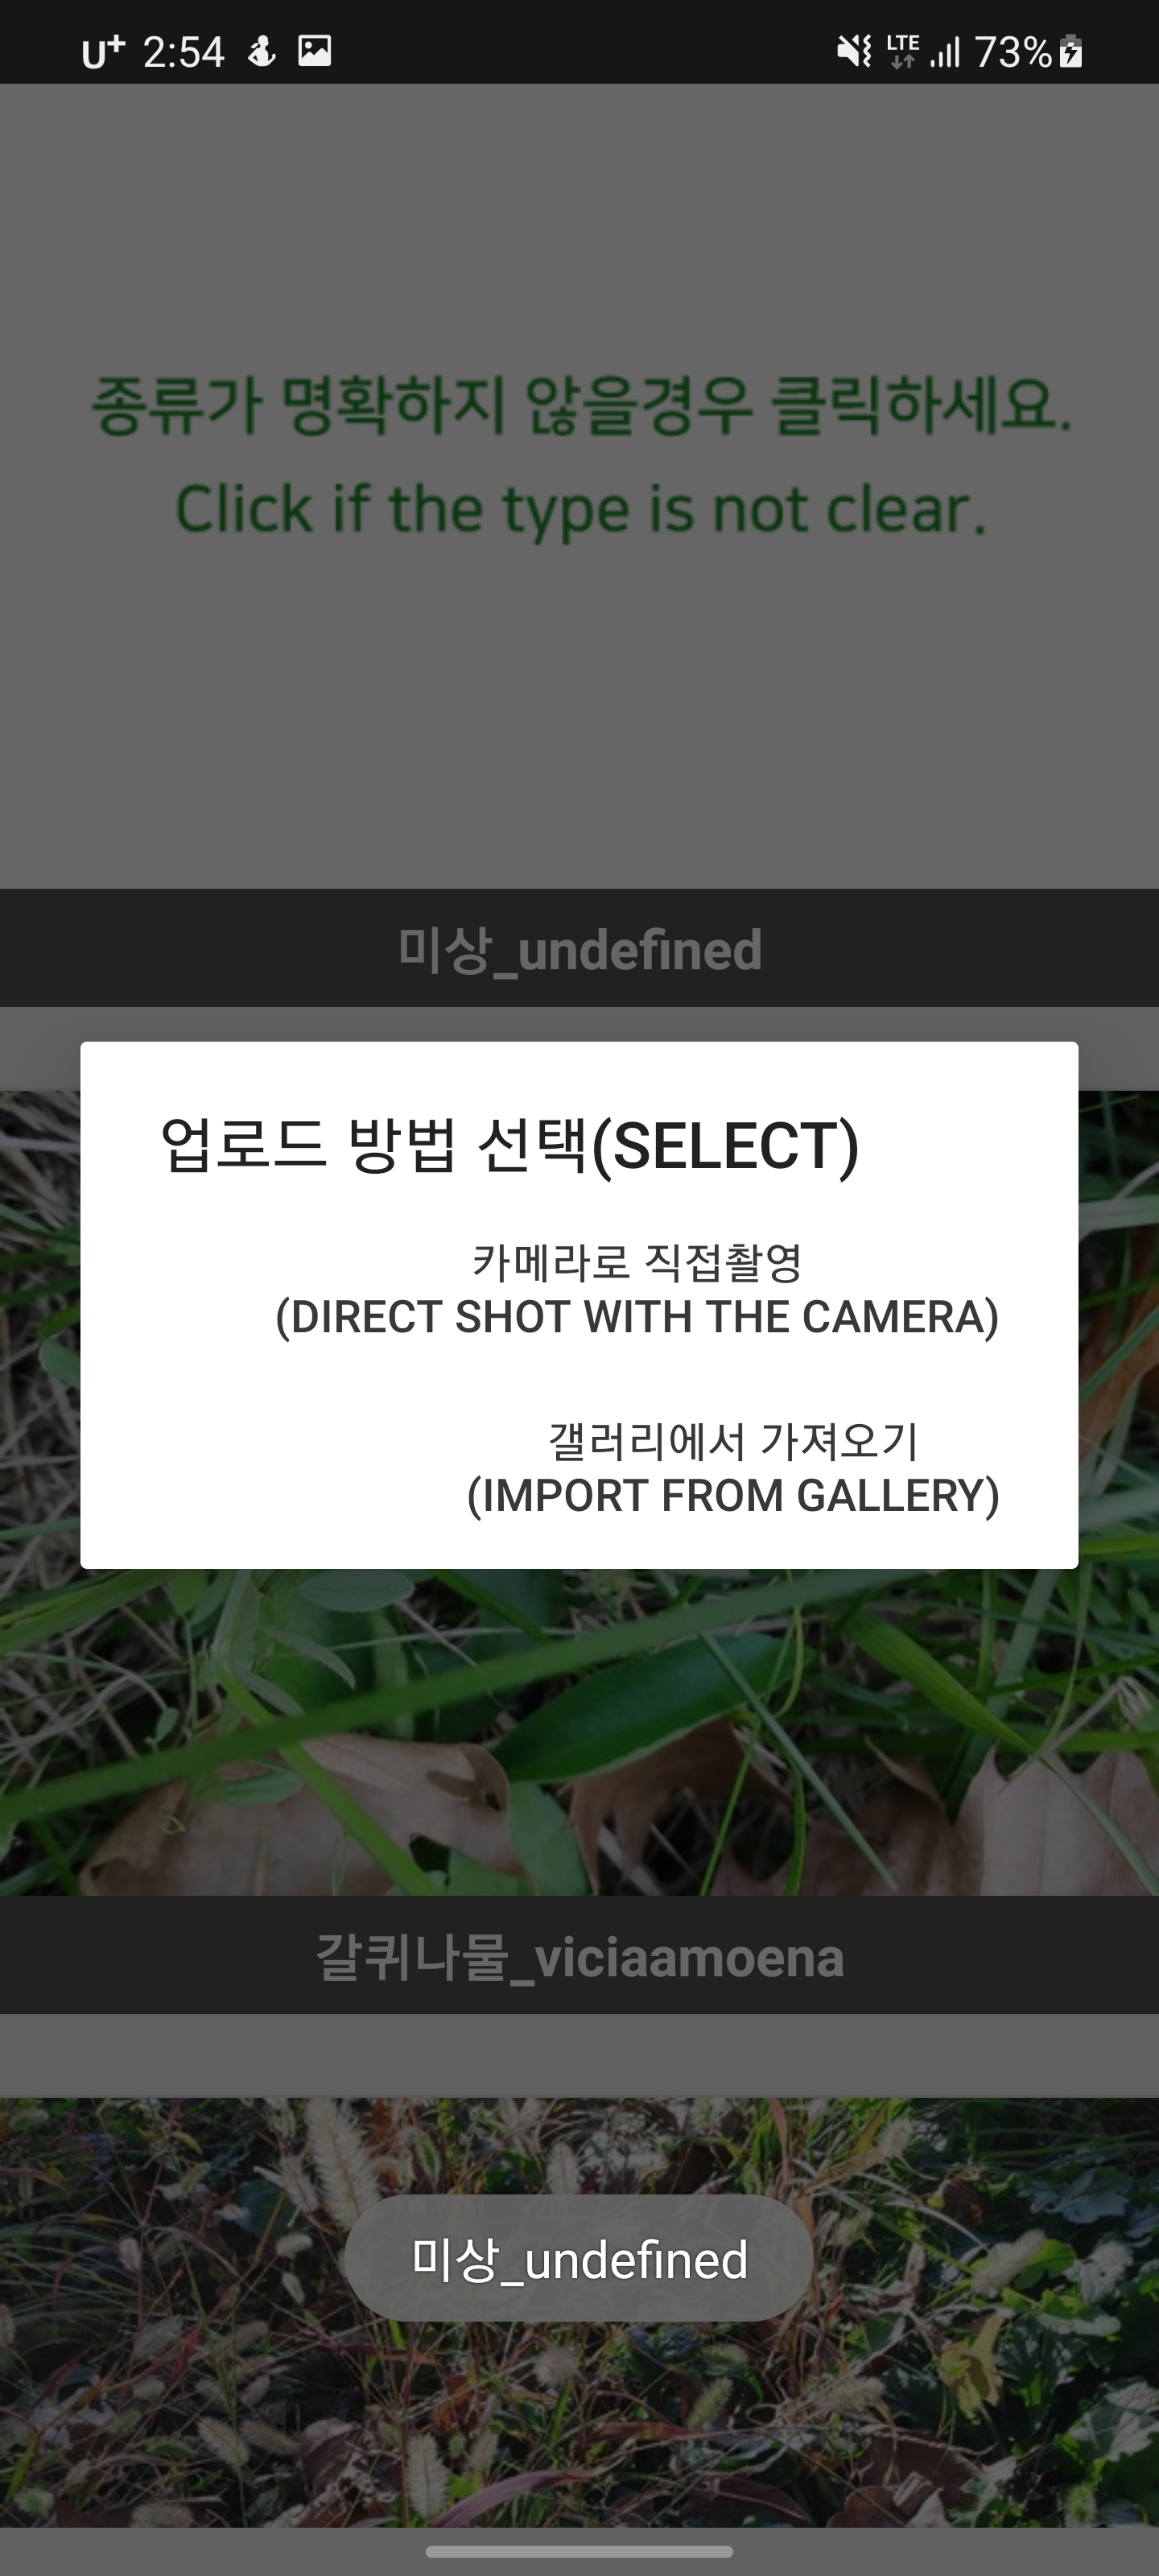 U+ 2:54 LTE 73%
종류가 명확하지 않을경우 클릭하세요.
Click if the type is not clear.
미상_undefined
업로드 방법 선택(SELECT)
카메라로 직접촬영
(DIRECT SHOT WITH THE CAMERA)
갤러리에서 가져오기
(IMPORT FROM GALLERY)
갈퀴나물_viciaamoena
미상_undefined